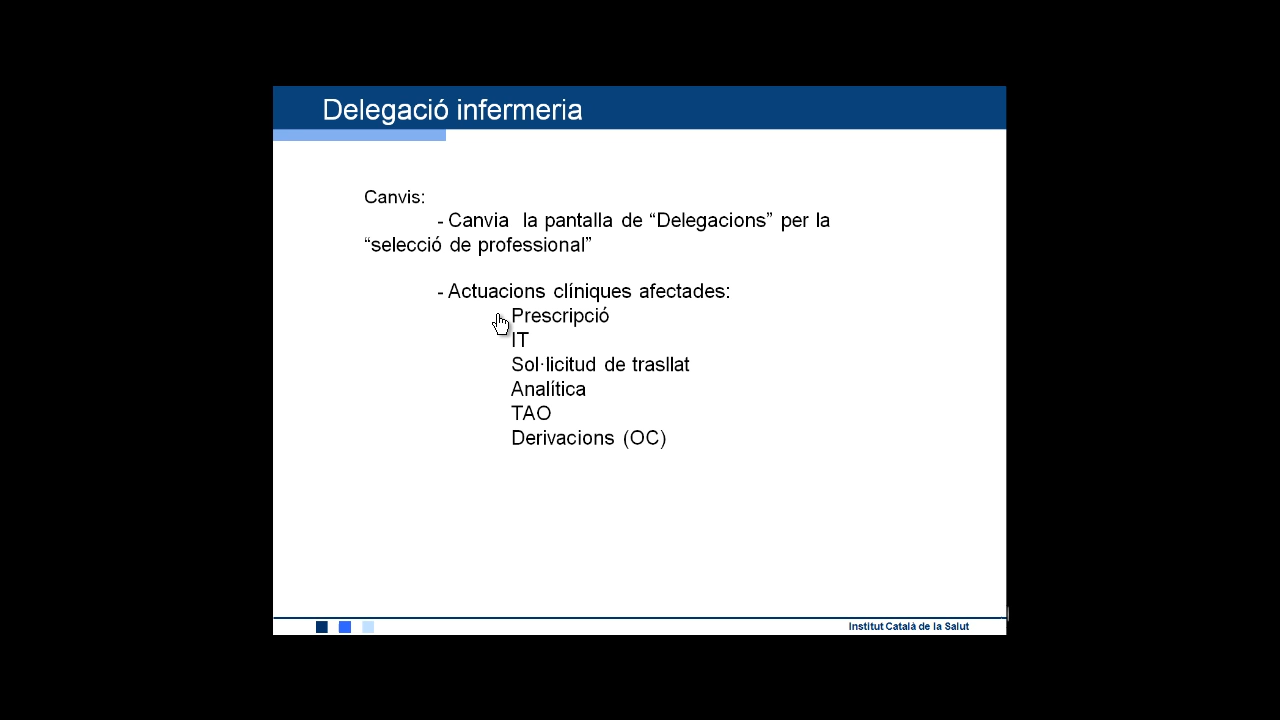 Delegació infermeria
Canvis:
- Canvia la pantalla de “Delegacions” per la
“selecció de professional”
- Actuacions clíniques afectades:
Prescripció
IT
Sol·licitud de trasllat
Analítica
TAO
Derivacions (OC)
Institut Català de la Salut